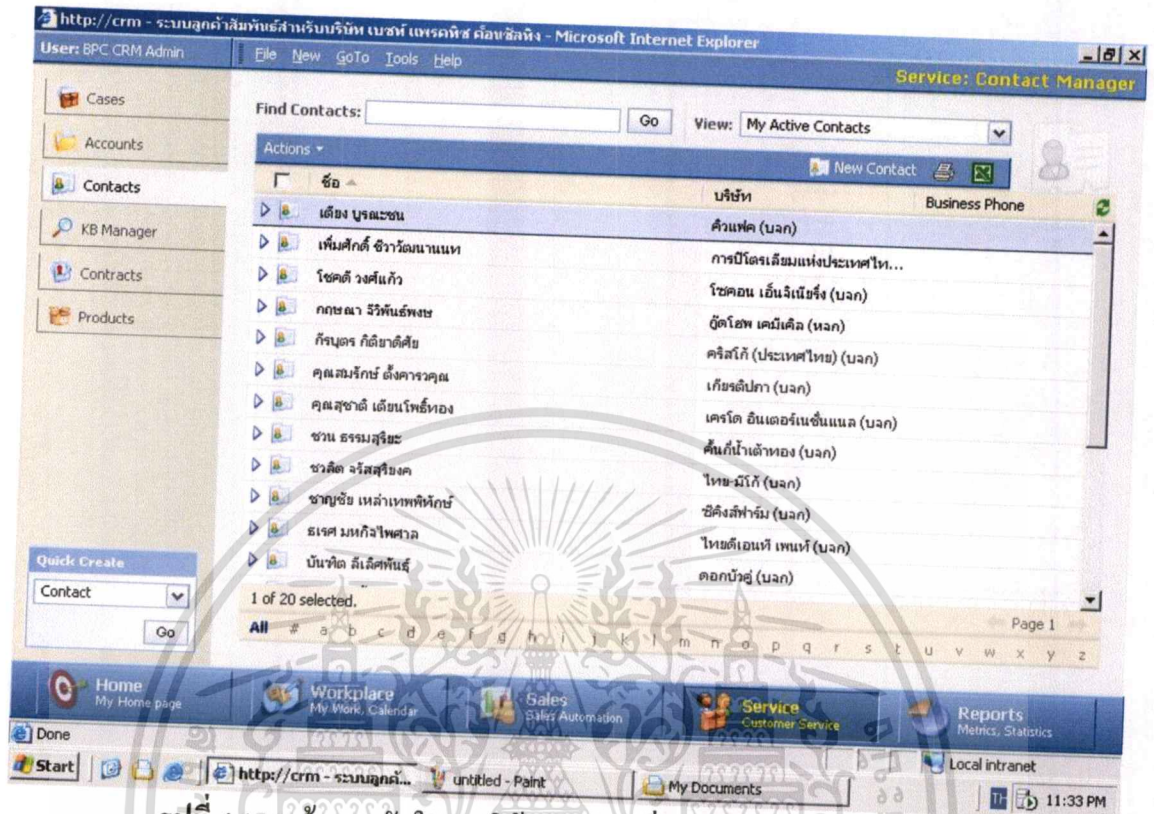 http://crm - ระบบลูกค้าสัมพันธ์สำหรับบริษัท เบซท์ แพรคทิซ ค็อนซัลทิง - Microsoft Internet Explorer
User: BPC CRM Admin
File New GoTo Tools Help
Service: Contact Manager
Cases
Accounts
Contacts
KB Manager
Contracts
Products
Find Contacts:
Go
View: My Active Contacts
Actions
New Contact
ชื่อ บริษัท Business Phone
เตียง บูรณะชน คิวแฟค (บจก)
เพิ่มศักดิ์ ชีวาวัฒนานนท การปิโตรเลียมแห่งประเทศไท...
โชคดี วงศ์แก้ว โซคอน เอ็นจิเนียริ่ง (บจก)
กฤษณา จีวิพันธ์พงษ กู๊ดโฮพ เคมีเคิล (หจก)
กีรบุตร กิติยาดิศัย คริสโก้ (ประเทศไทย) (บจก)
คุณสมรักษ์ ตั้งคารวคุณ เกียรติปภา (บจก)
คุณสุชาติ เตียนโพธิ์ทอง เครโด อินเตอร์เนชั่นแนล (บจก)
ชวน ธรรมสุริยะ คั้นกี่น้ำเต้าทอง (บจก)
ชวลิต จรัสสุริยงค ไทย-มีโก้ (บจก)
ชาญชัย เหล่าเทพพิทักษ์ ซีคิงส์ฟาร์ม (บจก)
ธเรศ มหกิจไพศาล ไทยดีเอนที เพนท์ (บจก)
บันฑิต ลีเลิศพันธุ์ ดอกบัวคู่ (บจก)
1 of 20 selected.
Page 1
All # a b c d e f g h i j k l m n o p q r s t u v w x y z
Quick Create
Contact
Go
Home
My Home page
Workplace
My Work, Calendar
Sales
Sales Automation
Service
Customer Service
Reports
Metrics, Statistics
Done
Local intranet
Start
http://crm - ระบบลูกค้...
untitled - Paint
My Documents
TH
11:33 PM